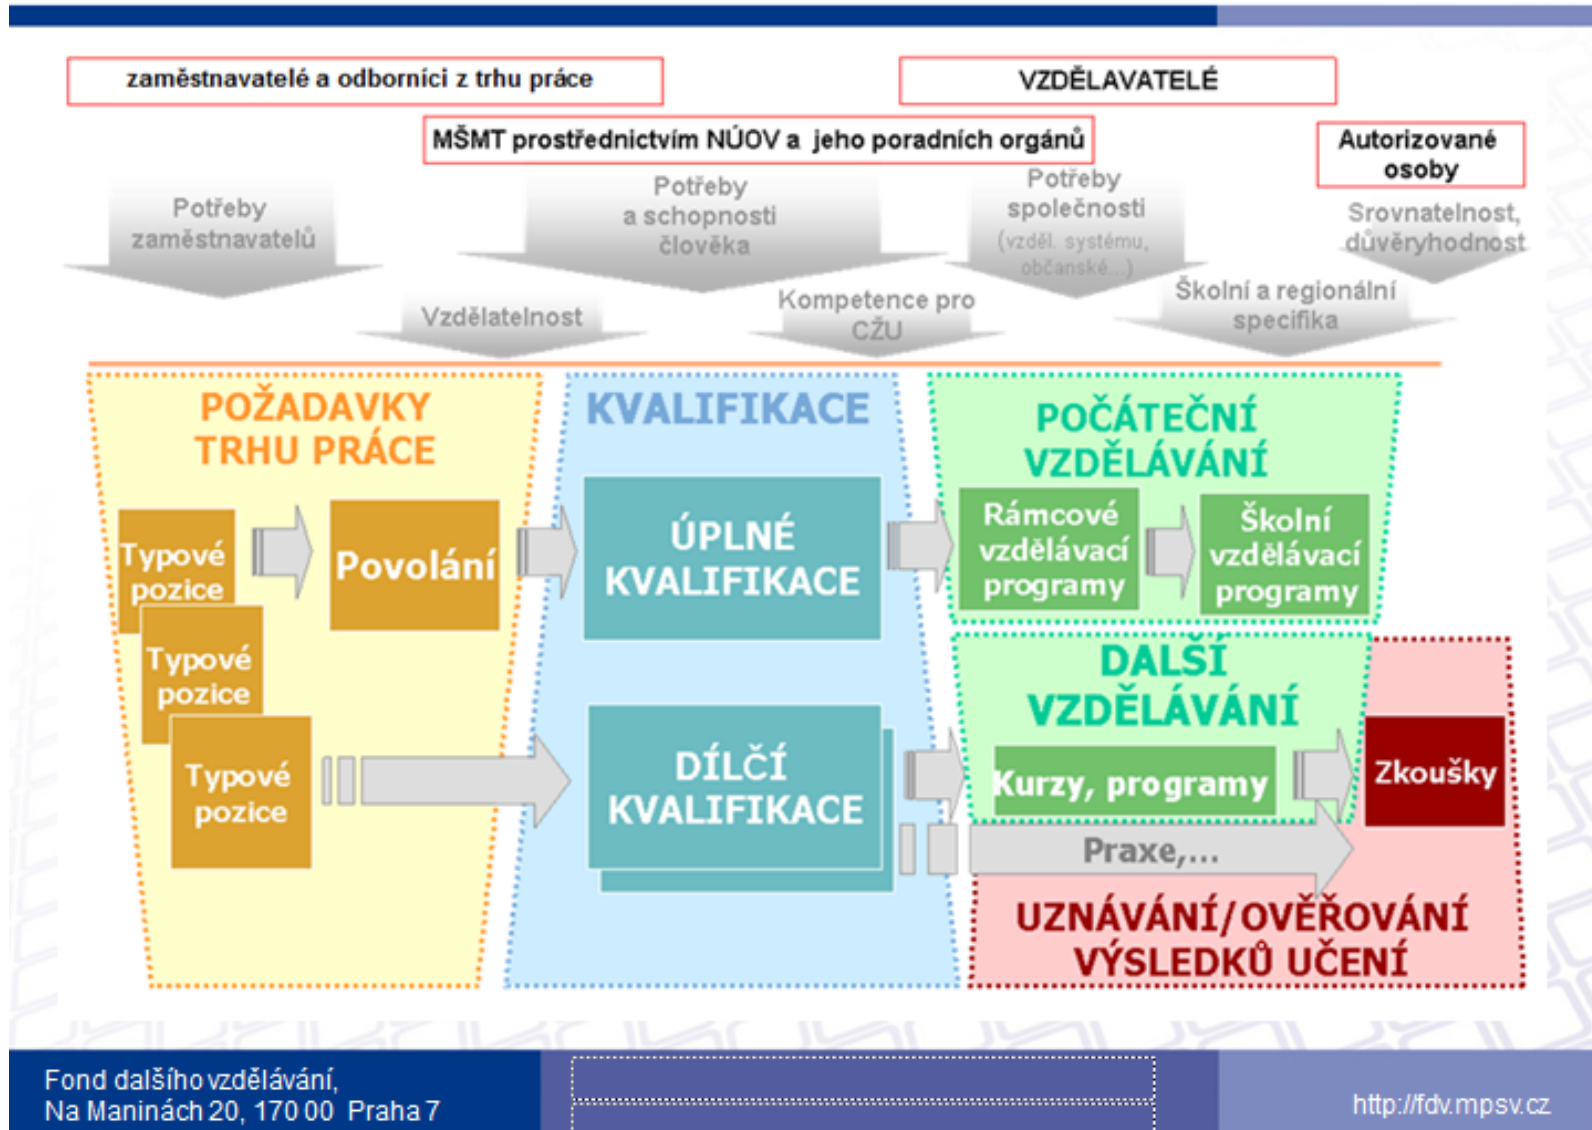 zaměstnavatelé a odborníci z trhu práce
VZDĚLAVATELÉ
MŠMT prostřednictvím NÚOV a jeho poradních orgánů
Autorizované
osoby
Potřeby
zaměstnavatelů
Potřeby
a schopnosti
člověka
Potřeby
společnosti
(vzděl. systému,
občanské...)
Srovnatelnost,
důvěryhodnost
Vzdělatelnost
Kompetence pro
CŽU
Školní a regionální
specifika
POŽADAVKY
TRHU PRÁCE
KVALIFIKACE
POČÁTEČNÍ
VZDĚLÁVÁNÍ
Typové
pozice
Povolání
ÚPLNÉ
KVALIFIKACE
Rámcové
vzdělávací
programy
Školní
vzdělávací
programy
Typové
pozice
DALŠÍ
VZDĚLÁVÁNÍ
Typové
pozice
DÍLČÍ
KVALIFIKACE
Kurzy, programy
Zkoušky
Praxe,...
UZNÁVÁNÍ/OVĚŘOVÁNÍ
VÝSLEDKŮ UČENÍ
Fond dalšího vzdělávání,
Na Maninách 20, 170 00 Praha 7
http://fdv.mpsv.cz